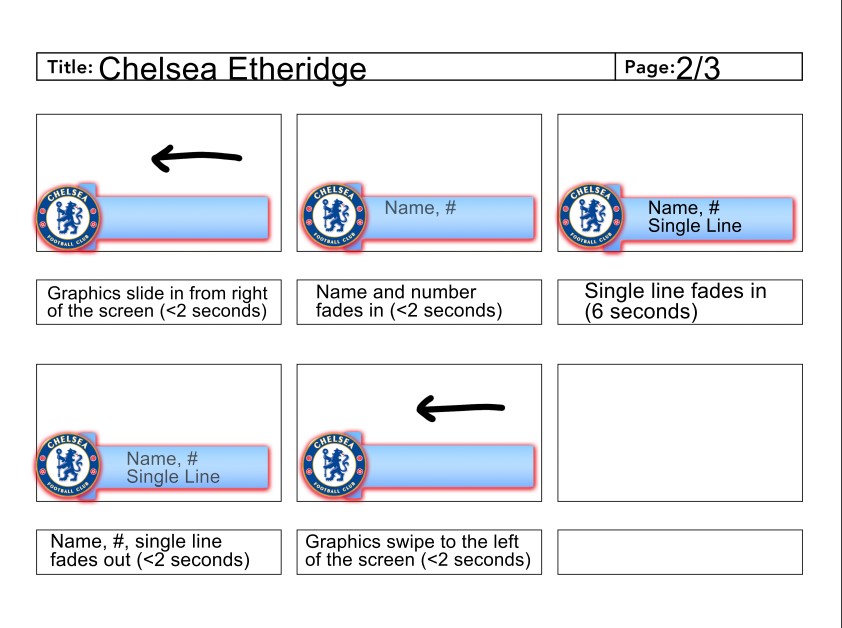 Title: Chelsea Etheridge
Page: 2/3
CHELSEA
FOOTBALL CLUB
CHELSEA
FOOTBALL CLUB
Name, #
CHELSEA
FOOTBALL CLUB
Name, #
Single Line
Graphics slide in from right
of the screen (<2 seconds)
Name and number
fades in (<2 seconds)
Single line fades in
(6 seconds)
CHELSEA
FOOTBALL CLUB
Name, #
Single Line
CHELSEA
FOOTBALL CLUB
Name, #, single line
fades out (<2 seconds)
Graphics swipe to the left
of the screen (<2 seconds)